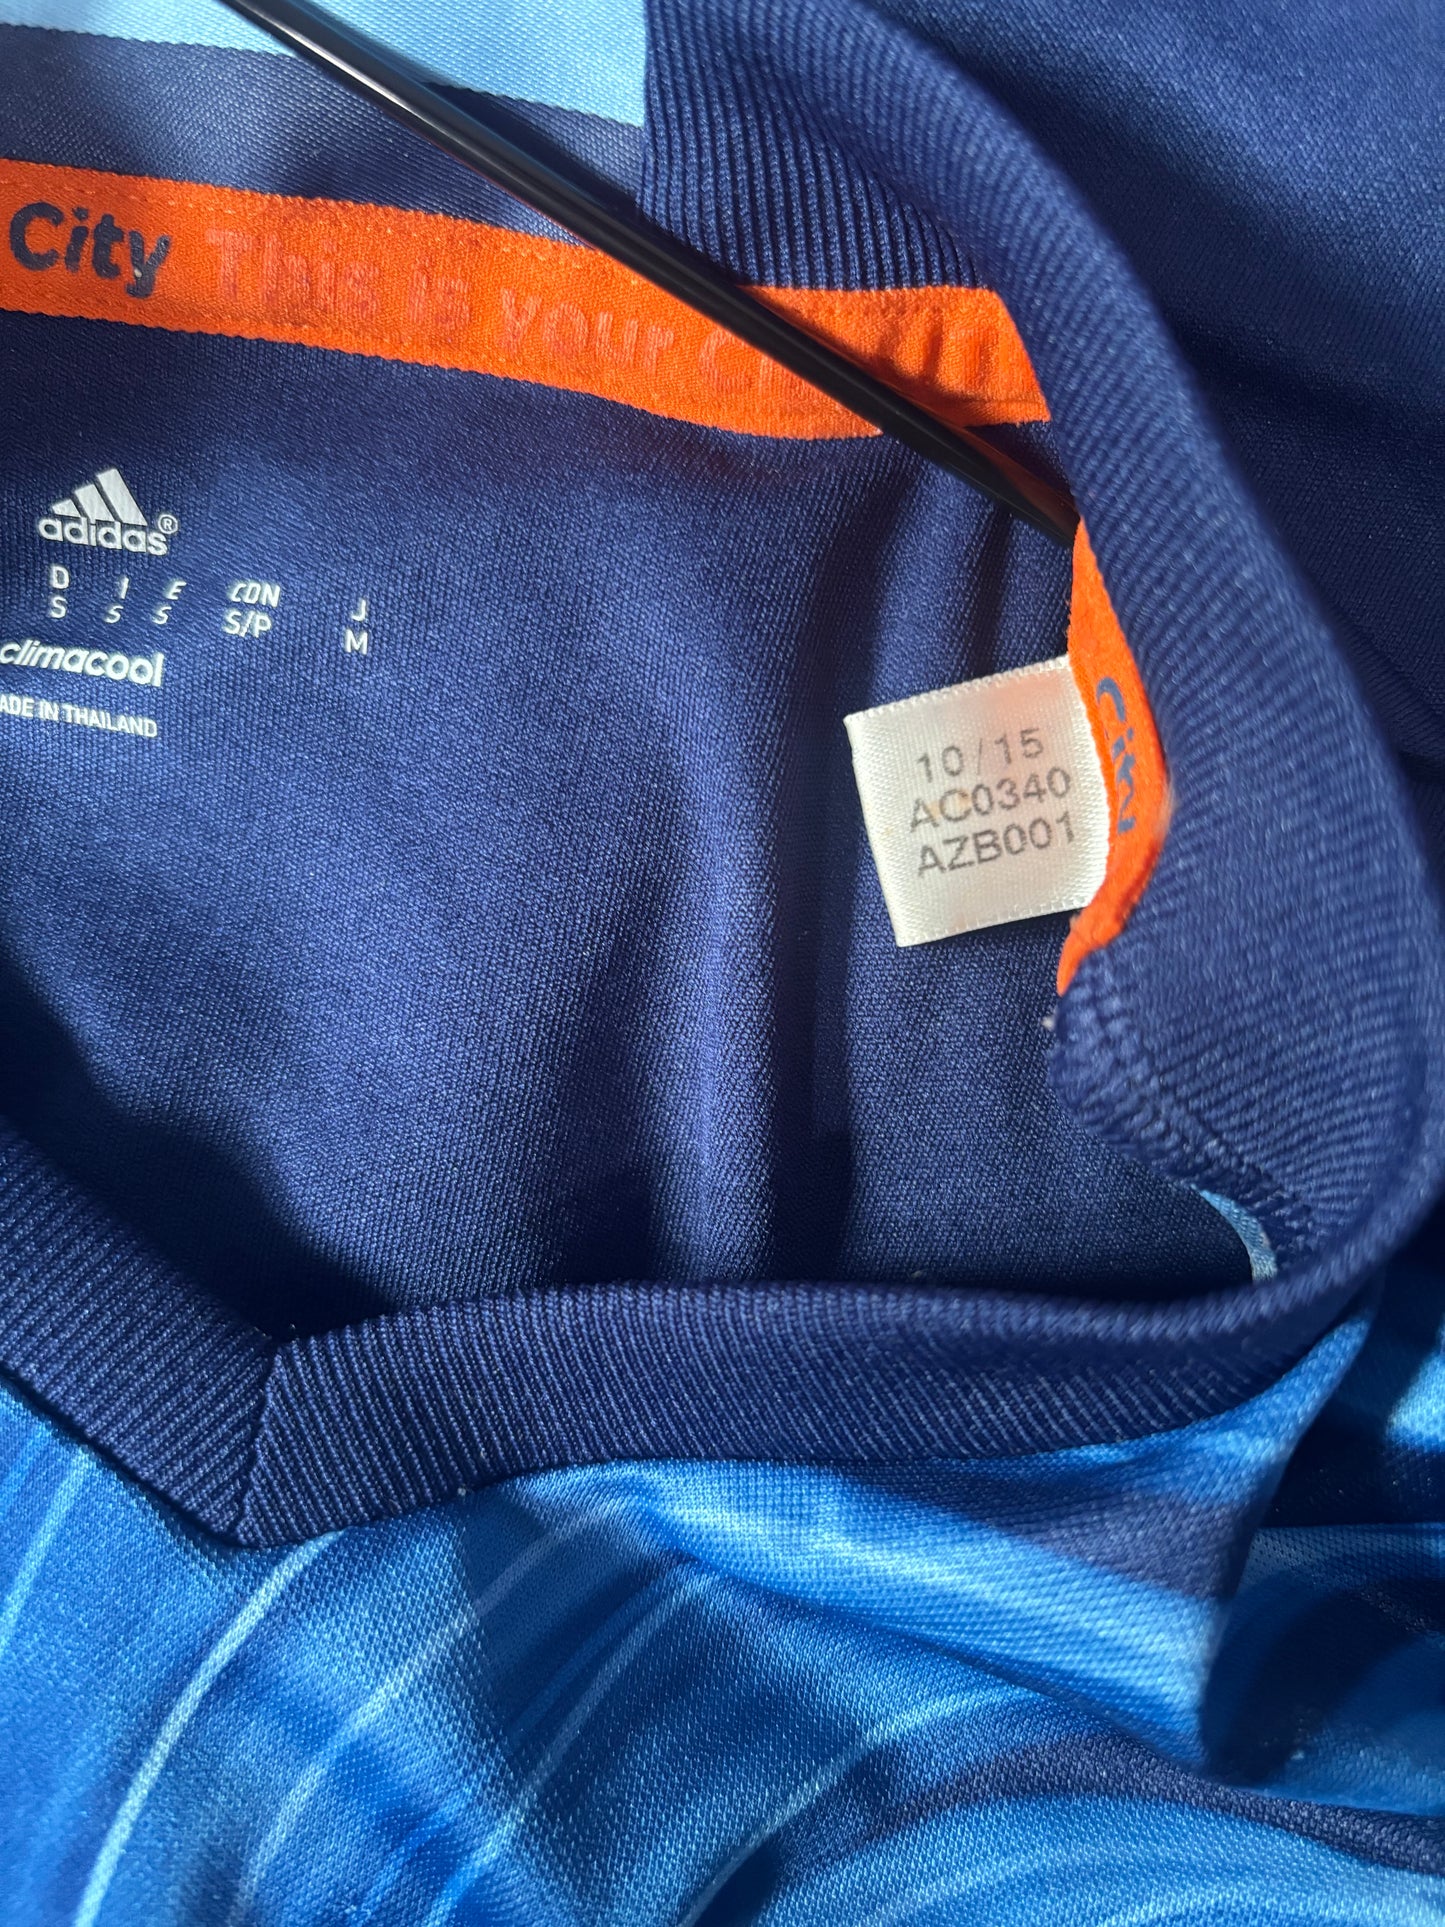 City This is your
adidas®
D I E CDN J
S S S S/P M
climacool
ADE IN THAILAND
10/15
AC0340
AZB001
City